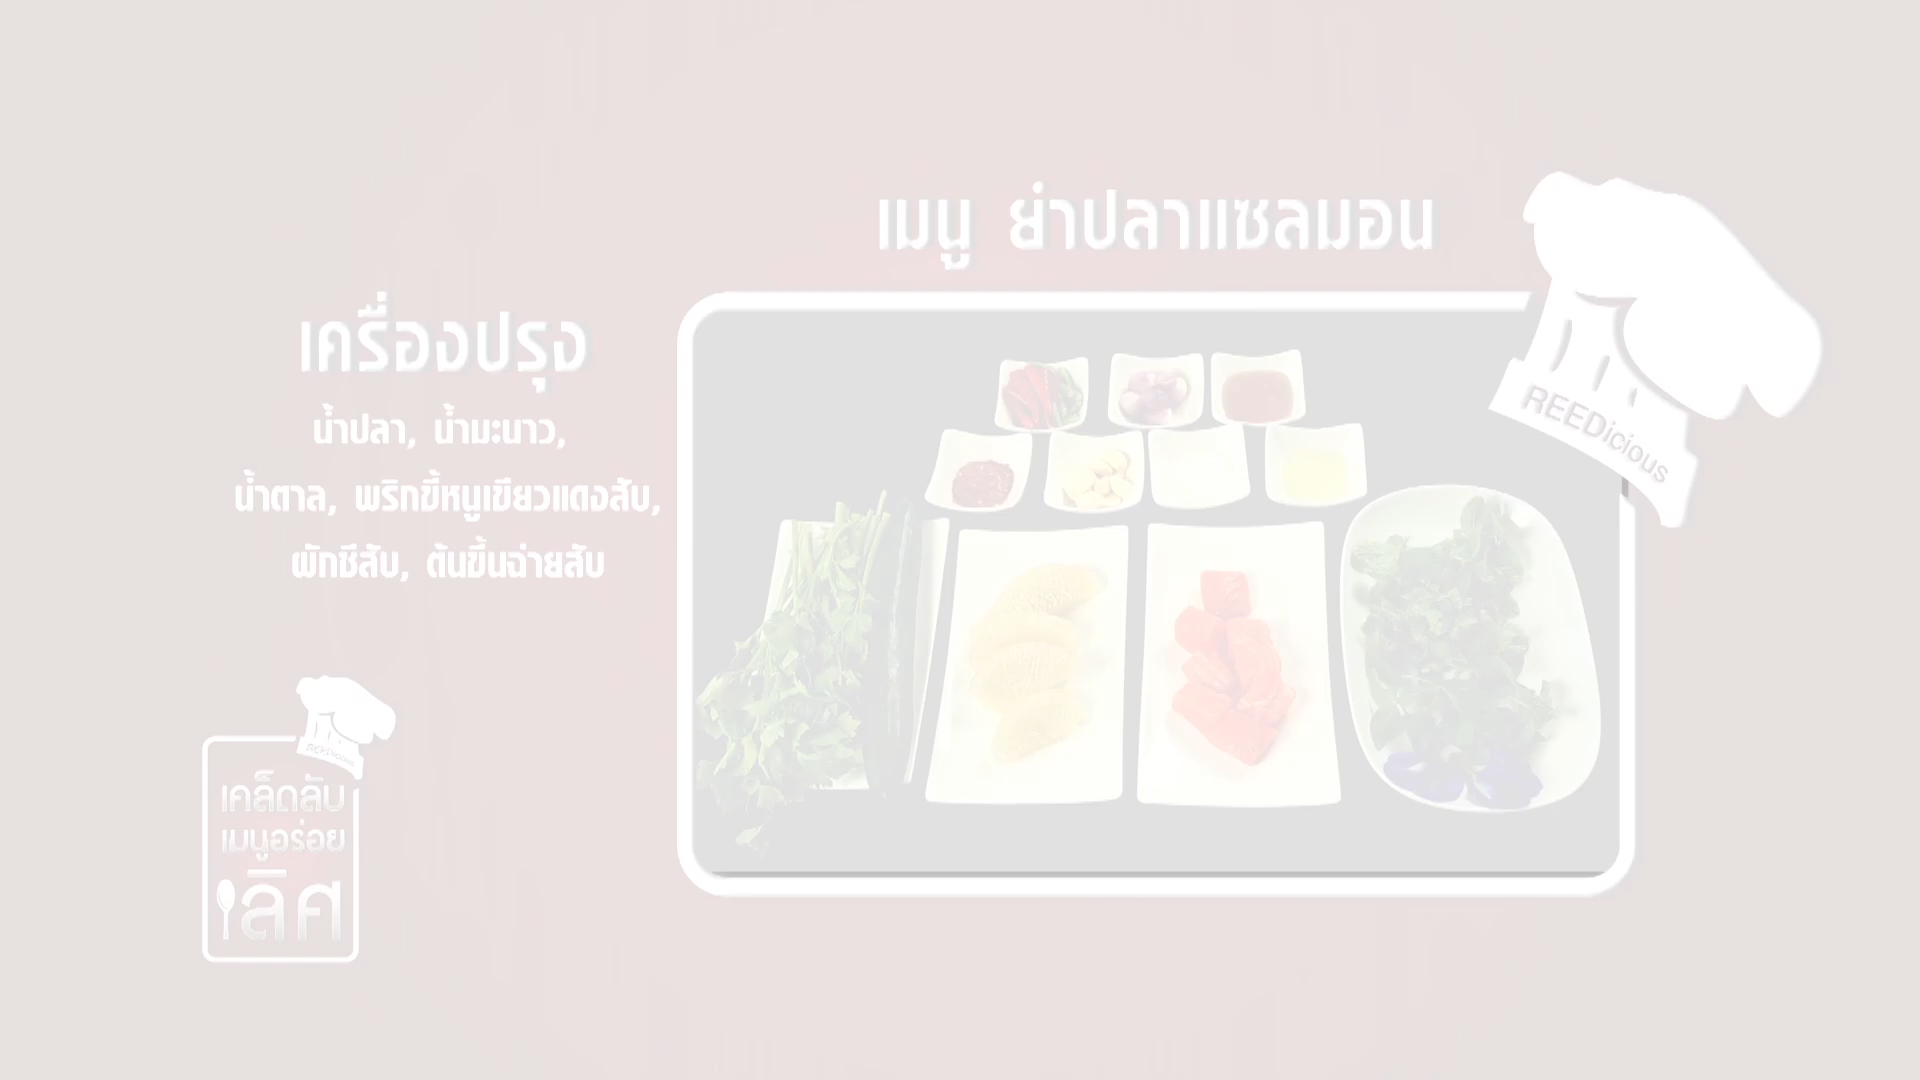 เมนู ยำปลาแซลมอน
เครื่องปรุง
น้ำปลา, น้ำมะนาว,
น้ำตาล, พริกขี้หนูเขียวแดงสับ,
ผักชีสับ, ต้นขึ้นฉ่ายสับ
REEDicious
REEDicious
เคล็ดลับ
เมนูอร่อย
เลิศ